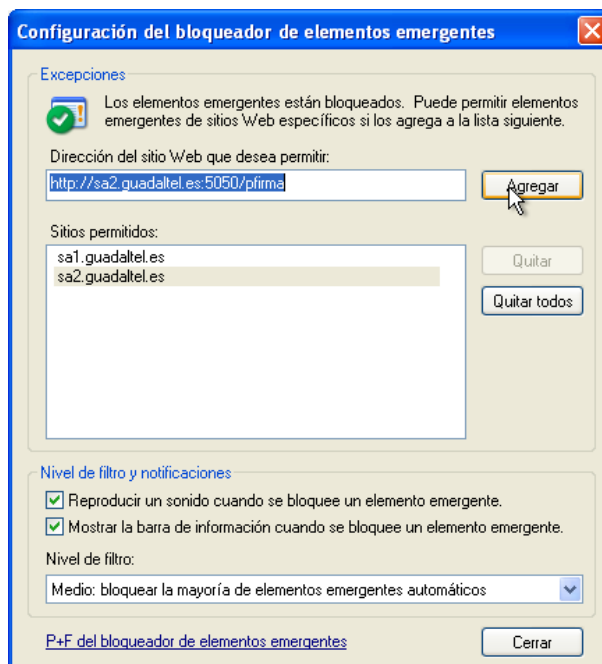 Configuración del bloqueador de elementos emergentes
Excepciones
Los elementos emergentes están bloqueados. Puede permitir elementos
emergentes de sitios Web específicos si los agrega a la lista siguiente.
Dirección del sitio Web que desea permitir:
http://sa2.guadaltel.es:5050/pfirma
Agregar
Sitios permitidos:
sa1.guadaltel.es
sa2.guadaltel.es
Quitar
Quitar todos
Nivel de filtro y notificaciones
Reproducir un sonido cuando se bloquee un elemento emergente.
Mostrar la barra de información cuando se bloquee un elemento emergente.
Nivel de filtro:
Medio: bloquear la mayoría de elementos emergentes automáticos
P+F del bloqueador de elementos emergentes
Cerrar